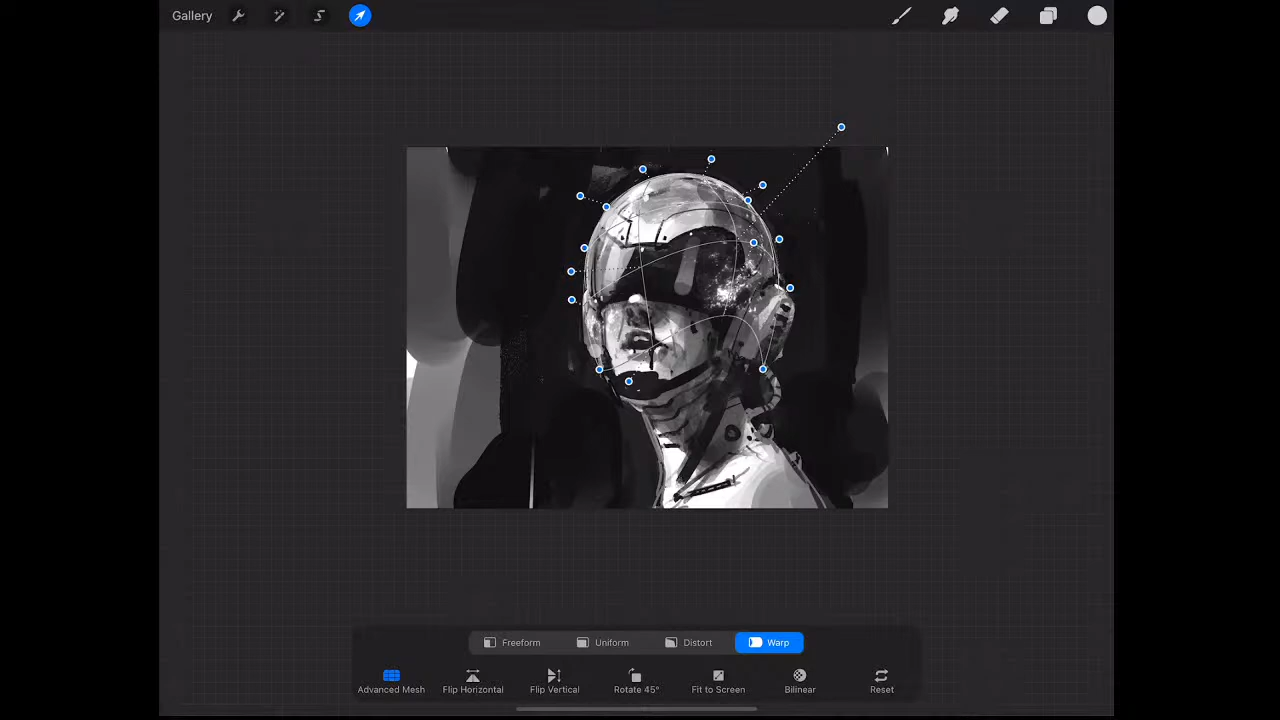 Gallery
Freeform Uniform Distort Warp
Advanced Mesh Flip Horizontal Flip Vertical Rotate 45° Fit to Screen Bilinear Reset